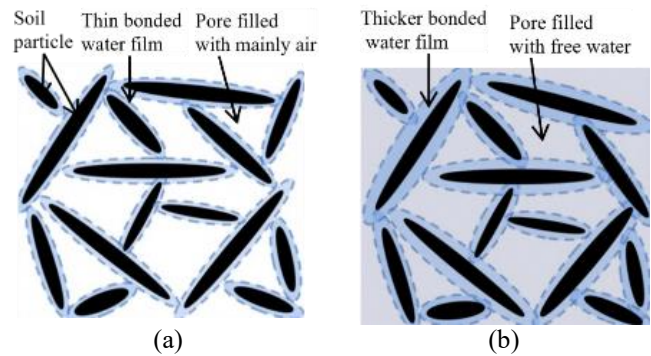 Soil
particle
Thin bonded
water film
Pore filled
with mainly air
Thicker bonded
water film
Pore filled
with free water
(a)
(b)